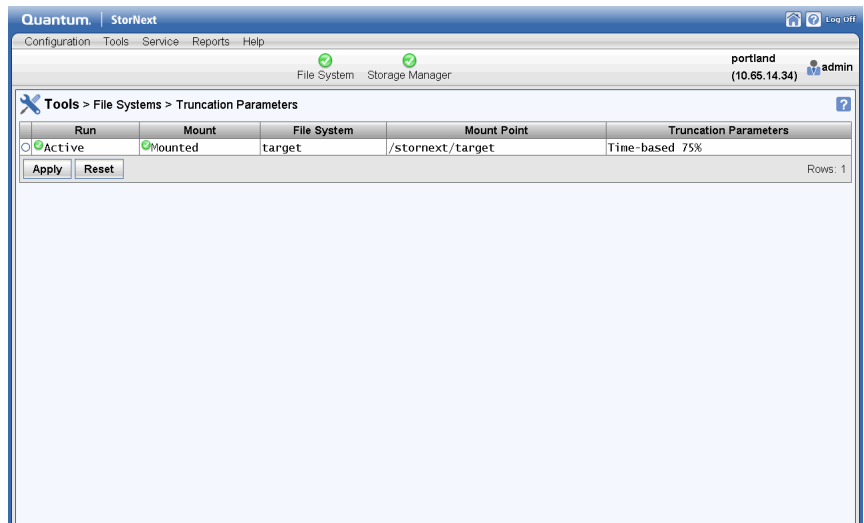 Quantum. StorNext Log Off
Configuration Tools Service Reports Help
File System Storage Manager
portland
(10.65.14.34)
admin
Tools > File Systems > Truncation Parameters ?
Run Mount File System Mount Point Truncation Parameters
Active Mounted target /stornext/target Time-based 75%
Apply Reset Rows: 1